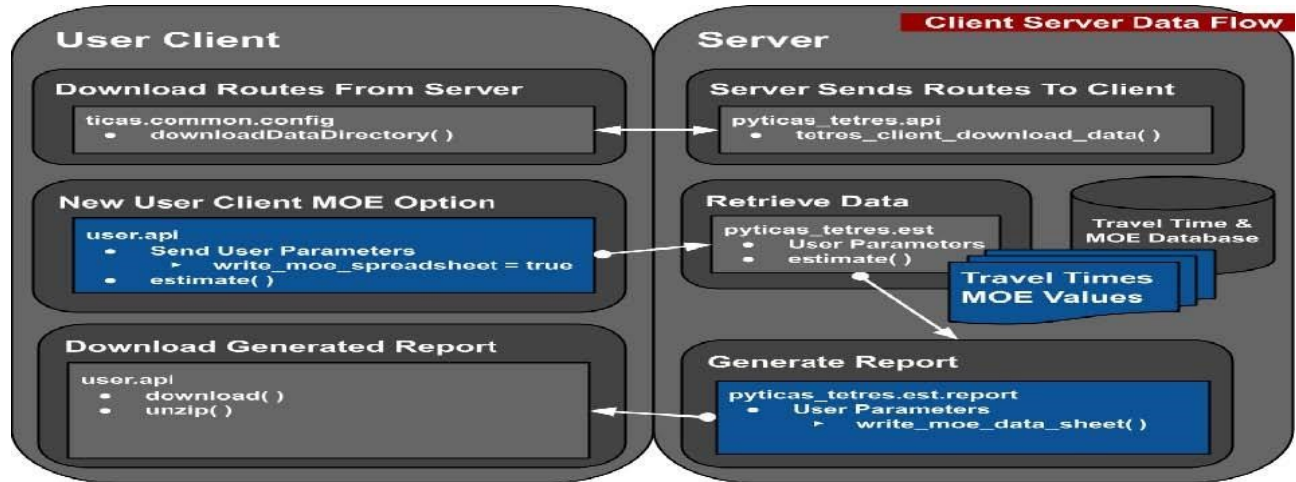 Client Server Data Flow
User Client
Download Routes From Server
ticas.common.config
• downloadDataDirectory( )
New User Client MOE Option
user.api
• Send User Parameters
▸ write_moe_spreadsheet = true
• estimate( )
Download Generated Report
user.api
• download( )
• unzip( )
Server
Server Sends Routes To Client
pyticas_tetres.api
• tetres_client_download_data( )
Retrieve Data
pyticas_tetres.est
• User Parameters
• estimate( )
Travel Time &
MOE Database
Travel Times
MOE Values
Generate Report
pyticas_tetres.est.report
• User Parameters
▸ write_moe_data_sheet( )